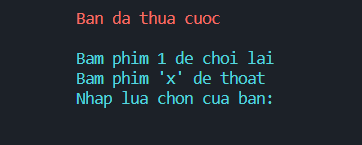 Ban da thua cuoc
Bam phim 1 de choi lai
Bam phim 'x' de thoat
Nhap lua chon cua ban: